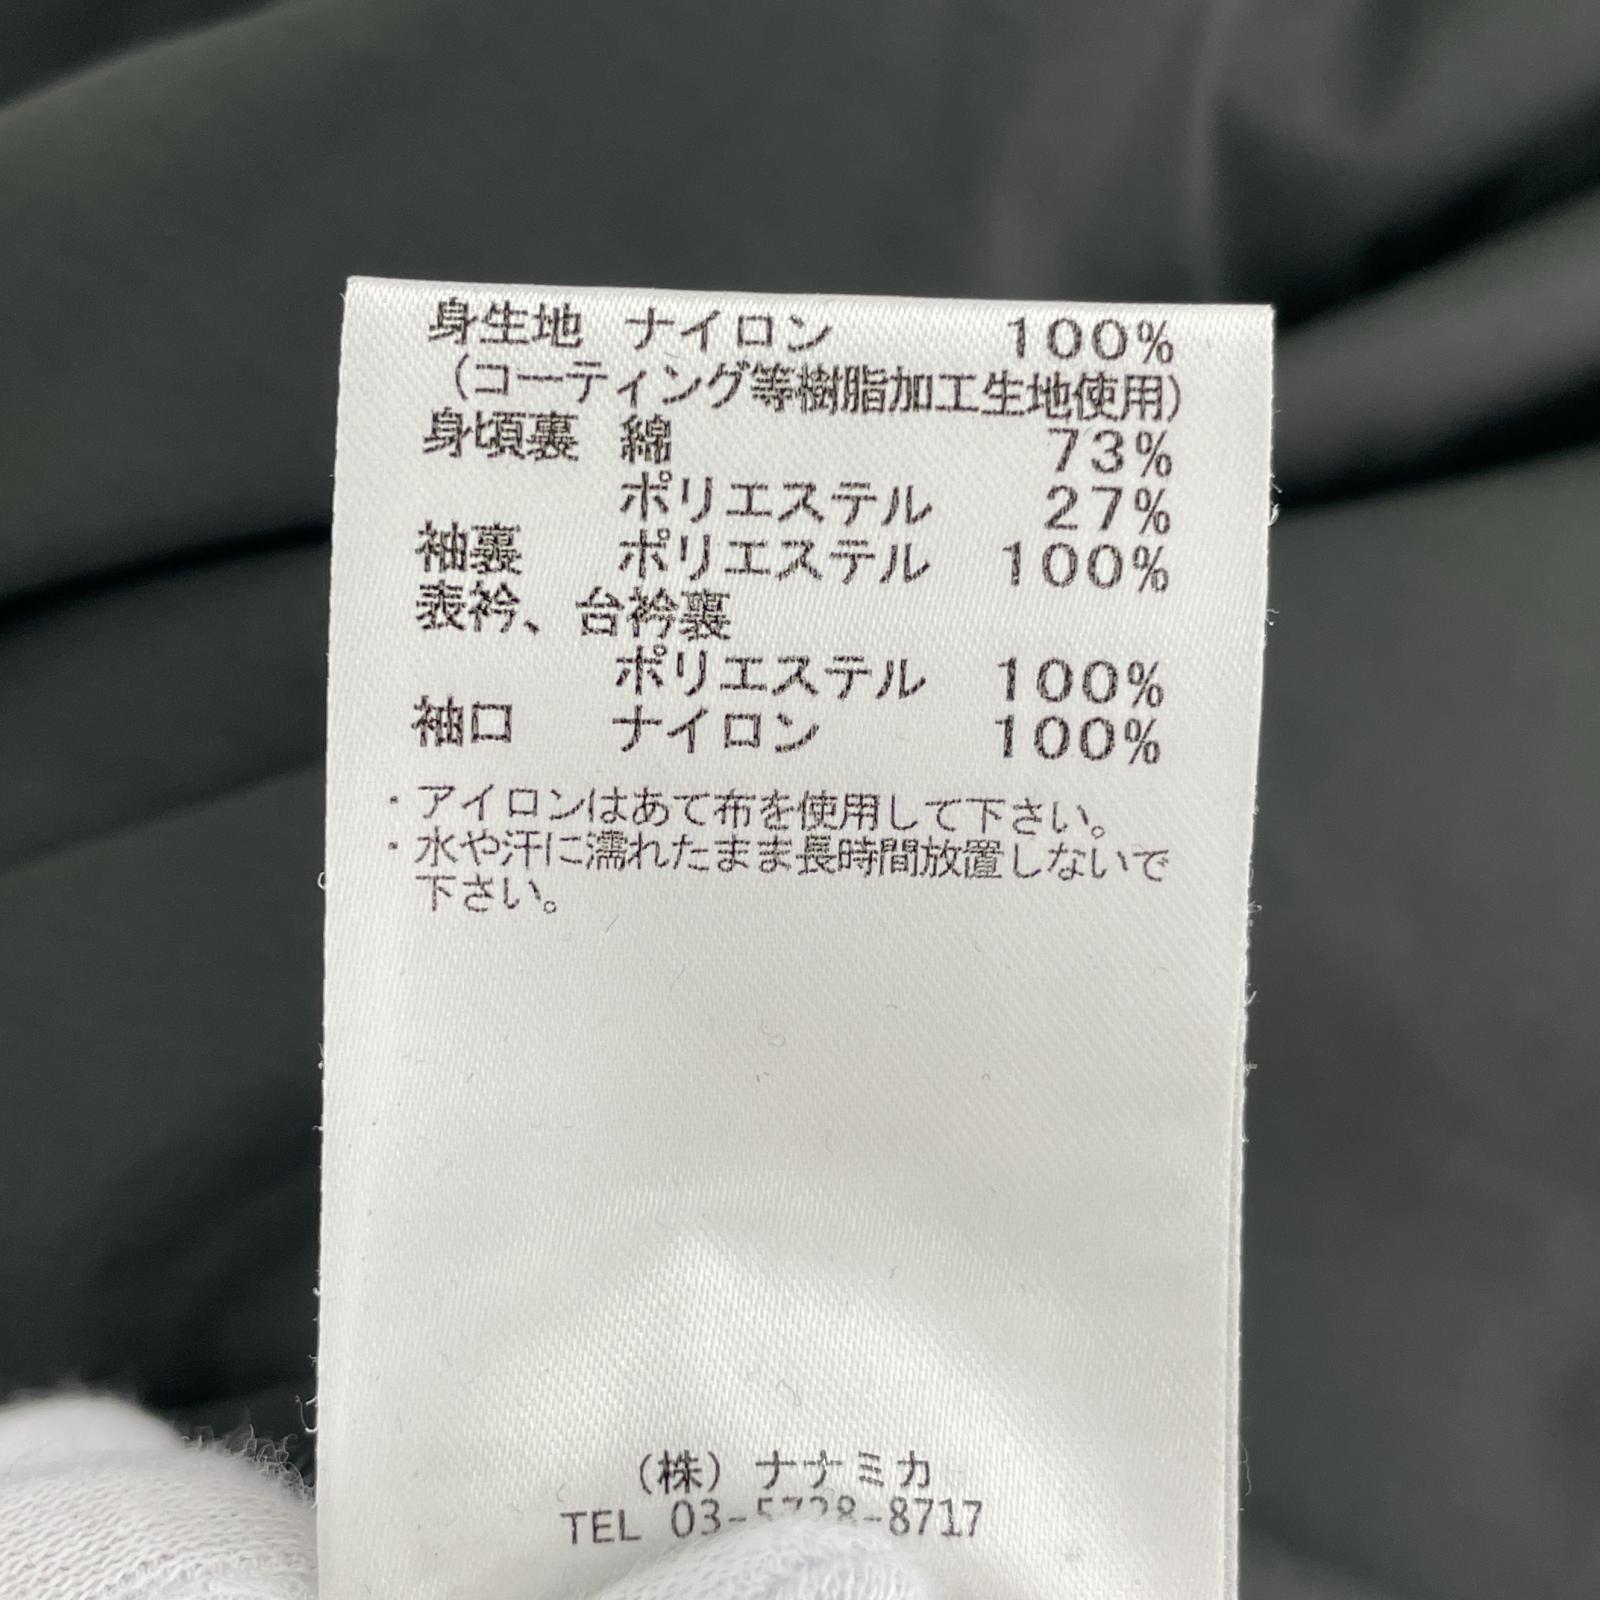 身生地 ナイロン 100%
(コーティング等樹脂加工生地使用)
身頃裏 綿 73%
ポリエステル 27%
袖裏 ポリエステル 100%
表衿、台衿裏
ポリエステル 100%
袖口 ナイロン 100%
・アイロンはあて布を使用して下さい。
・水や汗に濡れたまま長時間放置しないで
下さい。
(株) ナナミカ
TEL 03-5728-8717